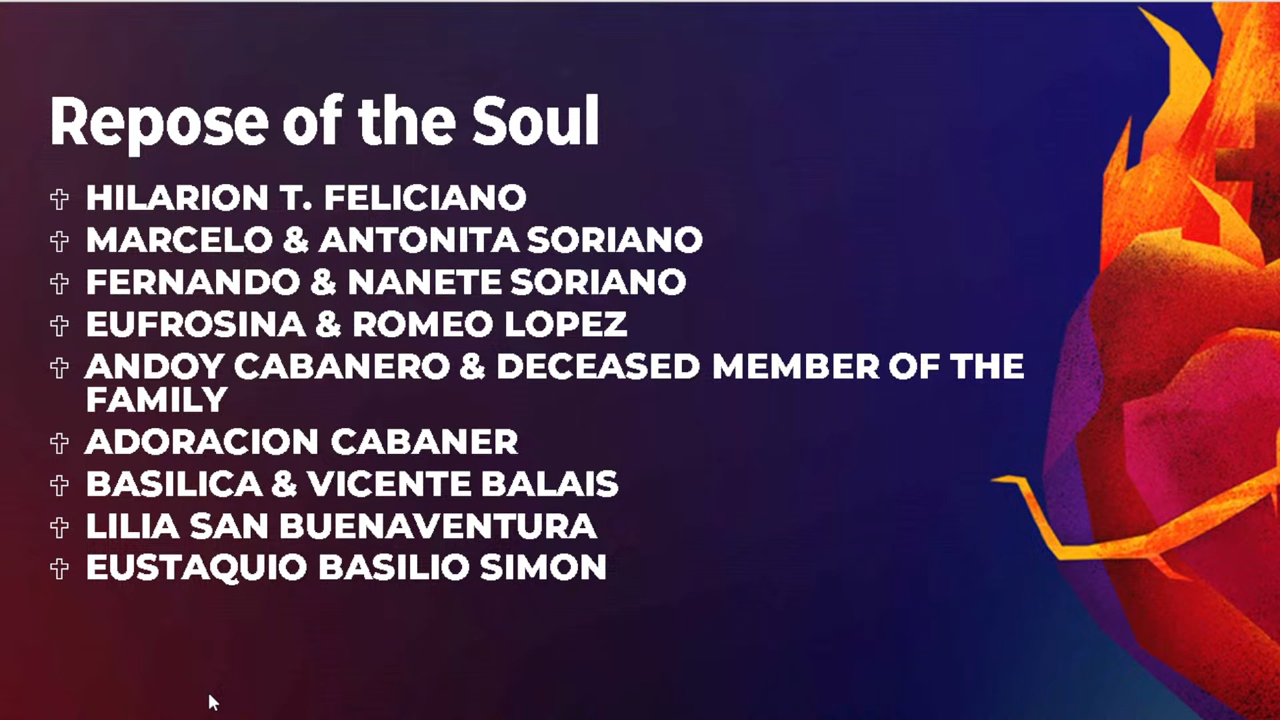 Repose of the Soul
HILARION T. FELICIANO
MARCELO & ANTONITA SORIANO
FERNANDO & NANETE SORIANO
EUFROSINA & ROMEO LOPEZ
ANDOY CABANERO & DECEASED MEMBER OF THE
FAMILY
ADORACION CABANER
BASILICA & VICENTE BALAIS
LILIA SAN BUENAVENTURA
EUSTAQUIO BASILIO SIMON